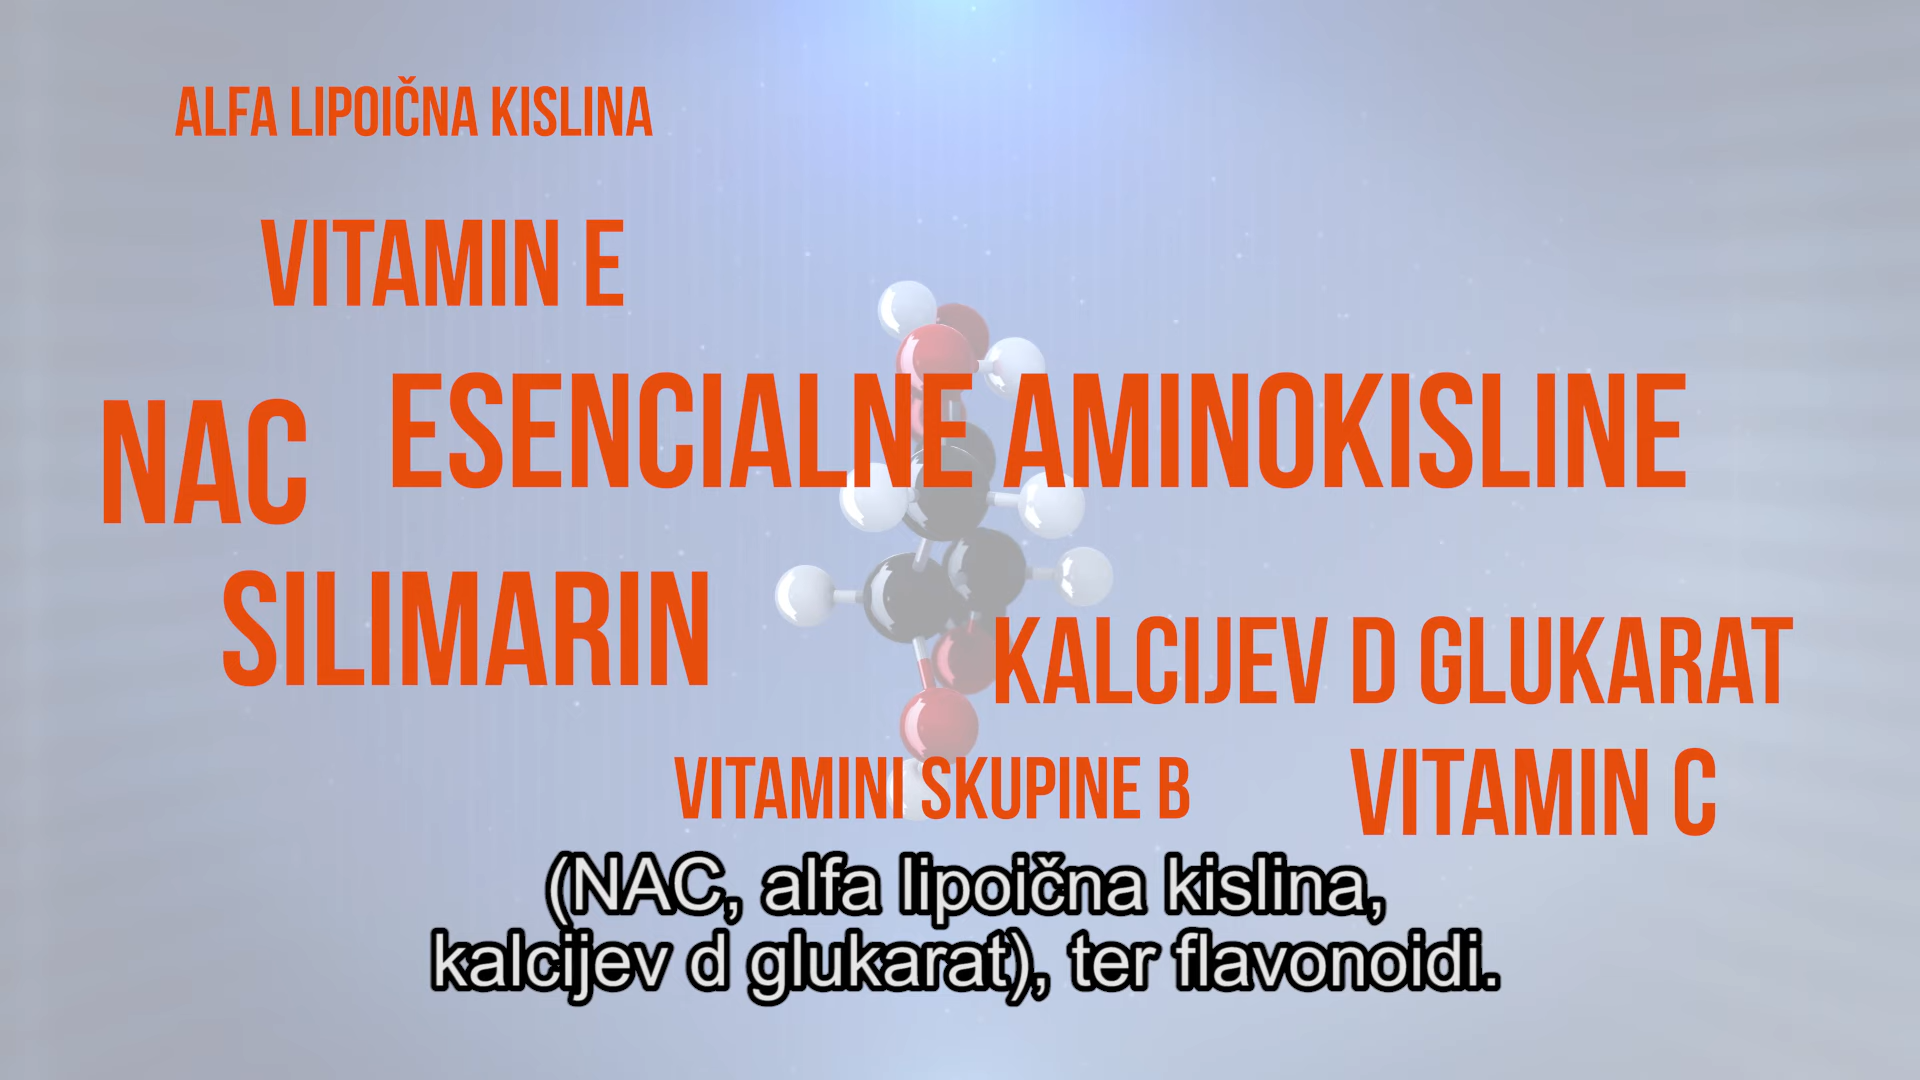 ALFA LIPOIČNA KISLINA
VITAMIN E
NAC
ESENCIALNE AMINOKISLINE
SILIMARIN
KALCIJEV D GLUKARAT
VITAMINI SKUPINE B
VITAMIN C
(NAC, alfa lipoična kislina,
kalcijev d glukarat), ter flavonoidi.